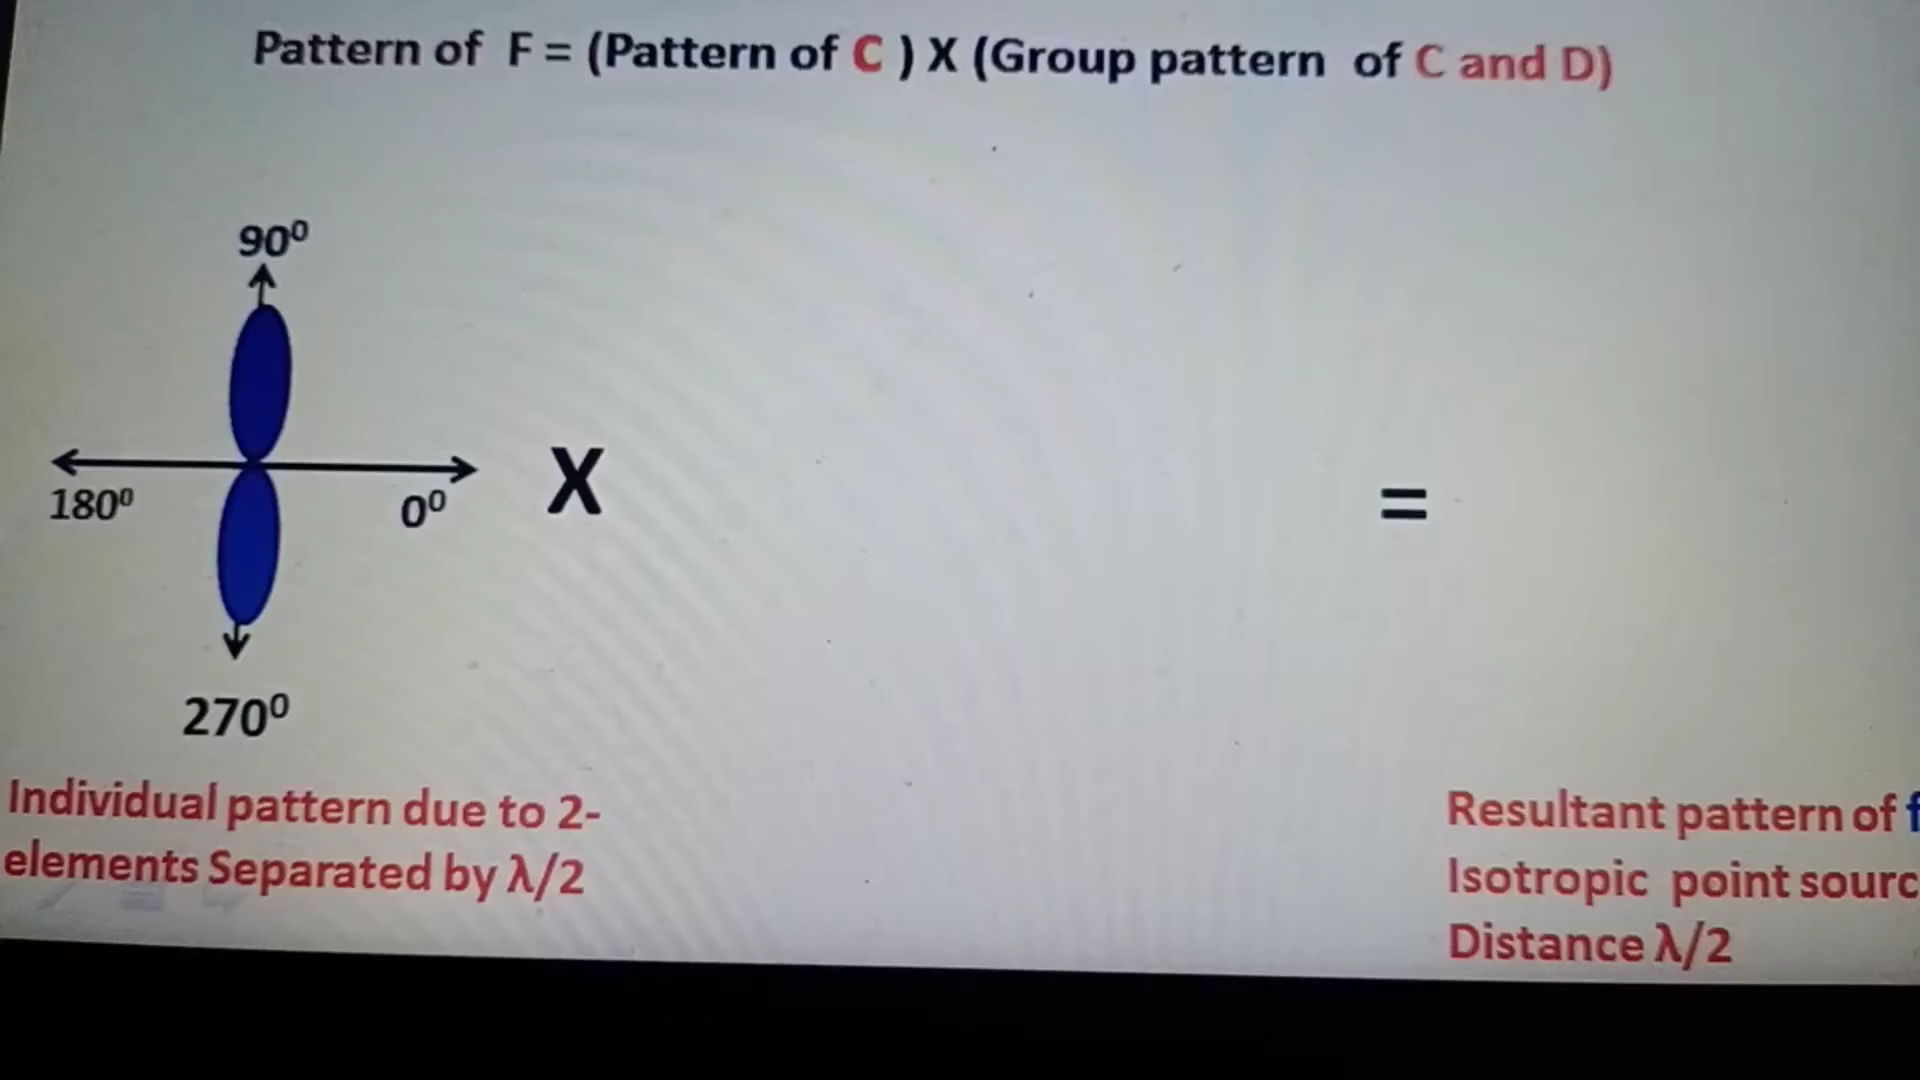 Pattern of F = (Pattern of C ) X (Group pattern of C and D)
90⁰
180⁰
0⁰
X
=
270⁰
Individual pattern due to 2-
elements Separated by λ/2
Resultant pattern of f
Isotropic point sourc
Distance λ/2